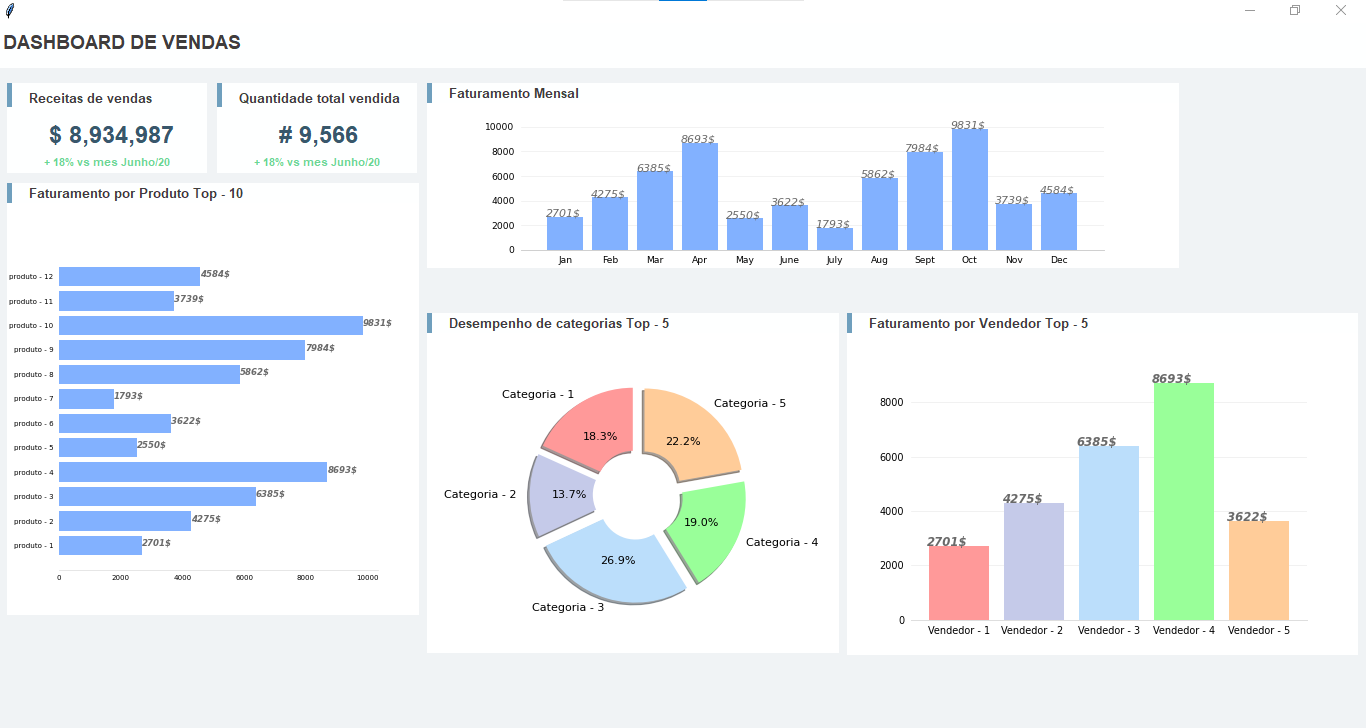 DASHBOARD DE VENDAS
Receitas de vendas
$ 8,934,987
+ 18% vs mes Junho/20
Quantidade total vendida
# 9,566
+ 18% vs mes Junho/20
Faturamento Mensal
10000
8000
6000
4000
2000
0
2701$
4275$
6385$
8693$
2550$
3622$
1793$
5862$
7984$
9831$
3739$
4584$
Jan
Feb
Mar
Apr
May
June
July
Aug
Sept
Oct
Nov
Dec
Faturamento por Produto Top - 10
produto - 12
4584$
produto - 11
3739$
produto - 10
9831$
produto - 9
7984$
produto - 8
5862$
produto - 7
1793$
produto - 6
3622$
produto - 5
2550$
produto - 4
8693$
produto - 3
6385$
produto - 2
4275$
produto - 1
2701$
0
2000
4000
6000
8000
10000
Desempenho de categorias Top - 5
Categoria - 1
18.3%
Categoria - 5
22.2%
Categoria - 2
13.7%
19.0%
Categoria - 4
26.9%
Categoria - 3
Faturamento por Vendedor Top - 5
8000
6000
4000
2000
0
2701$
4275$
6385$
8693$
3622$
Vendedor - 1
Vendedor - 2
Vendedor - 3
Vendedor - 4
Vendedor - 5